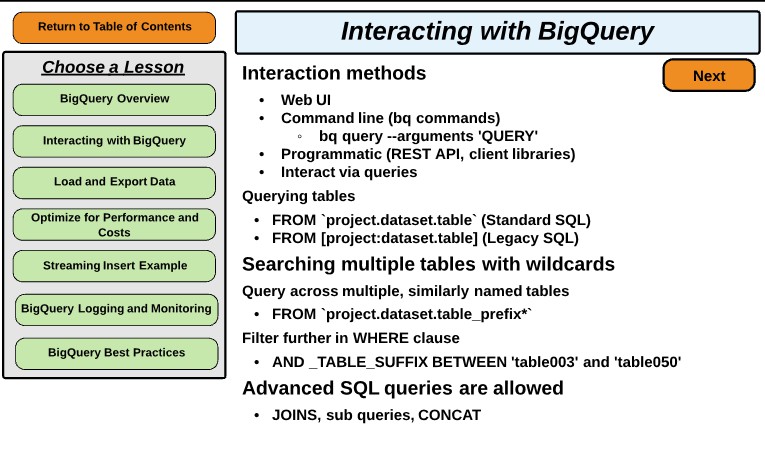 Return to Table of Contents
Choose a Lesson
BigQuery Overview
Interacting with BigQuery
Load and Export Data
Optimize for Performance and
Costs
Streaming Insert Example
BigQuery Logging and Monitoring
BigQuery Best Practices
Interacting with BigQuery
Next
Interaction methods
• Web UI
• Command line (bq commands)
◦ bq query --arguments 'QUERY'
• Programmatic (REST API, client libraries)
• Interact via queries
Querying tables
• FROM `project.dataset.table` (Standard SQL)
• FROM [project:dataset.table] (Legacy SQL)
Searching multiple tables with wildcards
Query across multiple, similarly named tables
• FROM `project.dataset.table_prefix*`
Filter further in WHERE clause
• AND _TABLE_SUFFIX BETWEEN 'table003' and 'table050'
Advanced SQL queries are allowed
• JOINS, sub queries, CONCAT